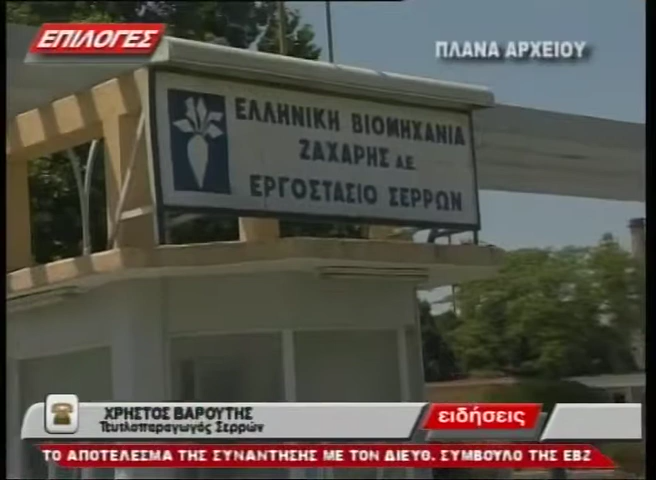 ΕΠΙΛΟΓΕΣ
ΠΛΑΝΑ ΑΡΧΕΙΟΥ
ΕΛΛΗΝΙΚΗ ΒΙΟΜΗΧΑΝΙΑ
ΖΑΧΑΡΗΣ Α.Ε.
ΕΡΓΟΣΤΑΣΙΟ ΣΕΡΡΩΝ
ΧΡΗΣΤΟΣ ΒΑΡΟΥΤΗΣ
Τευτλοπαραγωγός Σερρών
ειδήσεις
ΤΟ ΑΠΟΤΕΛΕΣΜΑ ΤΗΣ ΣΥΝΑΝΤΗΣΗΣ ΜΕ ΤΟΝ ΔΙΕΥΘ. ΣΥΜΒΟΥΛΟ ΤΗΣ ΕΒΖ